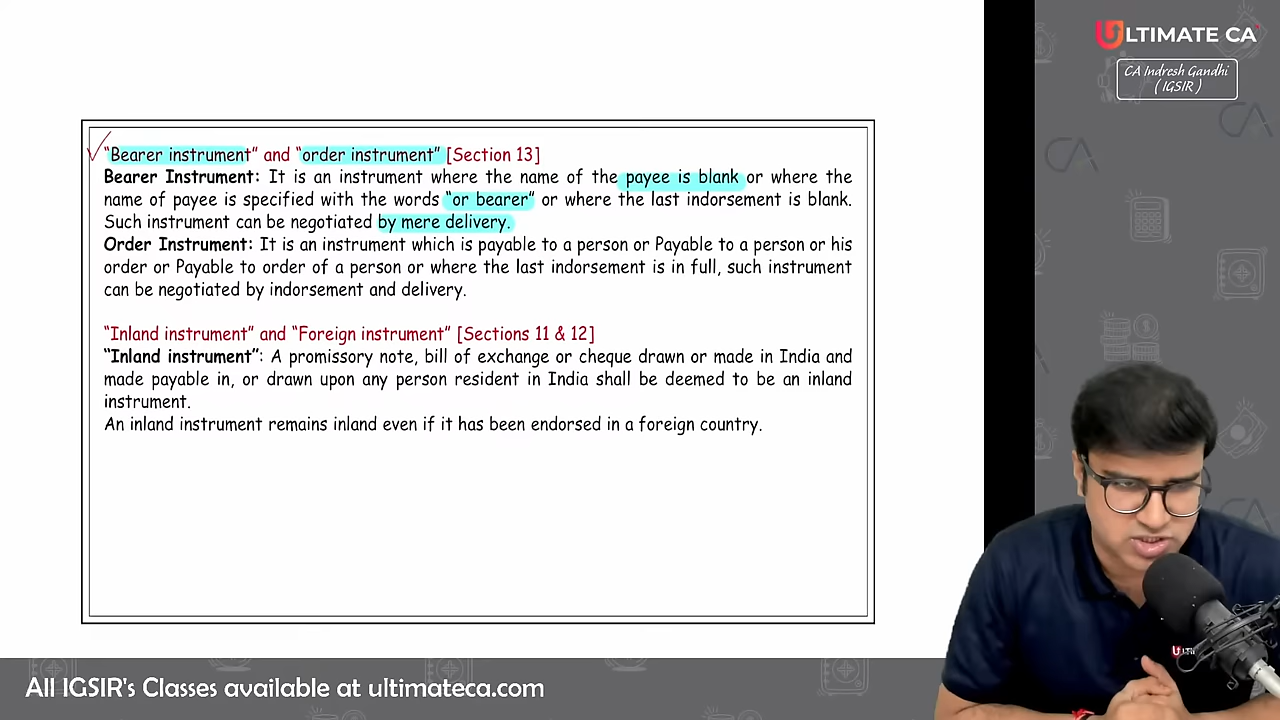 ULTIMATE CA
CA Indresh Gandhi
( IGSIR )
“Bearer instrument” and “order instrument” [Section 13]
Bearer Instrument: It is an instrument where the name of the payee is blank or where the
name of payee is specified with the words “or bearer” or where the last indorsement is blank.
Such instrument can be negotiated by mere delivery.
Order Instrument: It is an instrument which is payable to a person or Payable to a person or his
order or Payable to order of a person or where the last indorsement is in full, such instrument
can be negotiated by indorsement and delivery.
“Inland instrument” and “Foreign instrument” [Sections 11 & 12]
“Inland instrument”: A promissory note, bill of exchange or cheque drawn or made in India and
made payable in, or drawn upon any person resident in India shall be deemed to be an inland
instrument.
An inland instrument remains inland even if it has been endorsed in a foreign country.
All IGSIR's Classes available at ultimateca.com